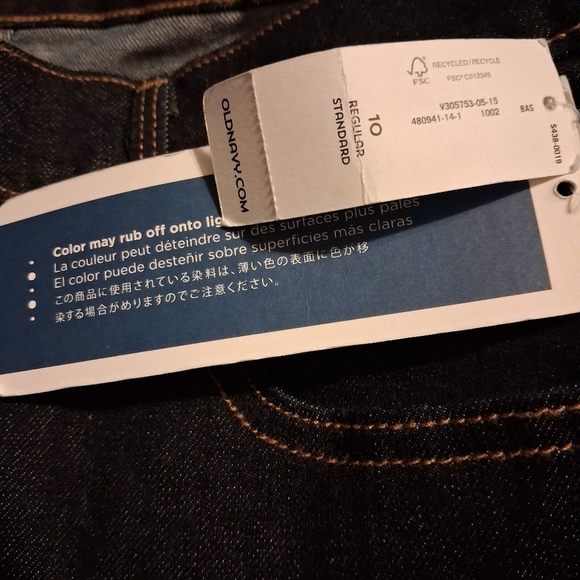 RECYCLED/RECYCLE
FSC
FSC® C012345
V305753-05-15
480941-14-1 1002
BAS
S438-0019
10
REGULAR
STANDARD
OLDNAVY.COM
Color may rub off onto lig
La couleur peut déteindre sur des surfaces plus pâles
El color puede desteñir sobre superficies más claras
この商品に使用されている染料は、薄い色の表面に色が移
染する場合がめりますのでご注意ください。